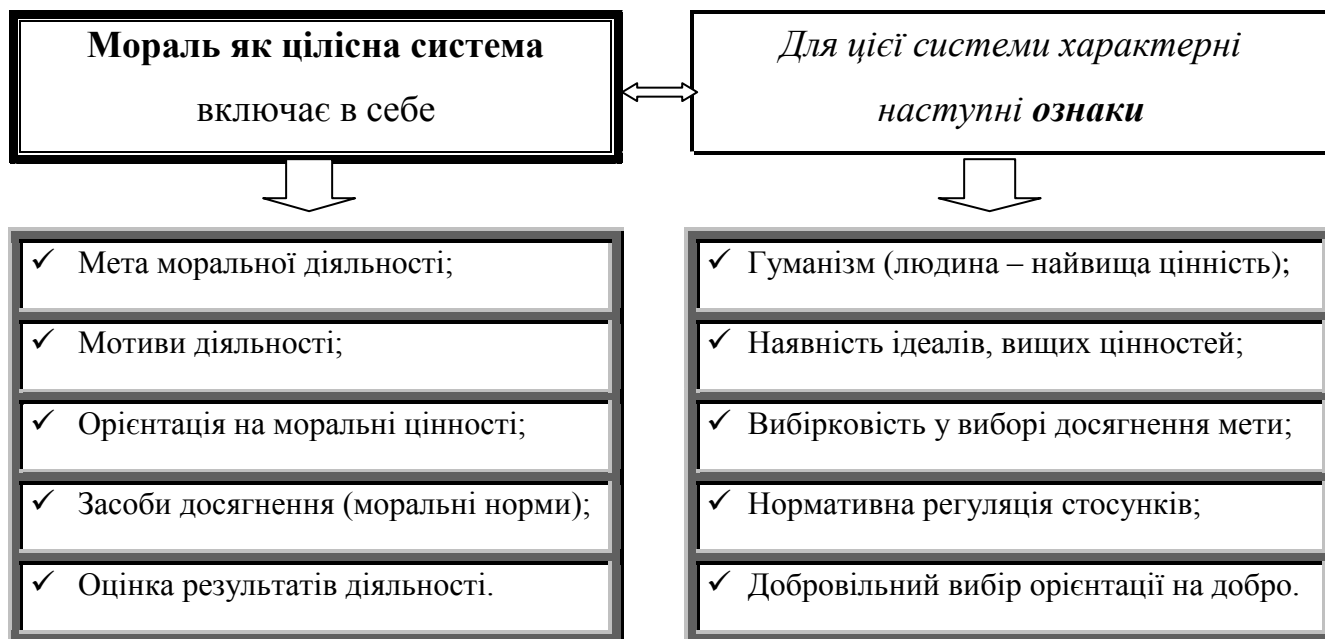 Мораль як цілісна система
включає в себе
Для цієї системи характерні
наступні ознаки
✓ Мета моральної діяльності;
✓ Мотиви діяльності;
✓ Орієнтація на моральні цінності;
✓ Засоби досягнення (моральні норми);
✓ Оцінка результатів діяльності.
✓ Гуманізм (людина – найвища цінність);
✓ Наявність ідеалів, вищих цінностей;
✓ Вибірковість у виборі досягнення мети;
✓ Нормативна регуляція стосунків;
✓ Добровільний вибір орієнтації на добро.